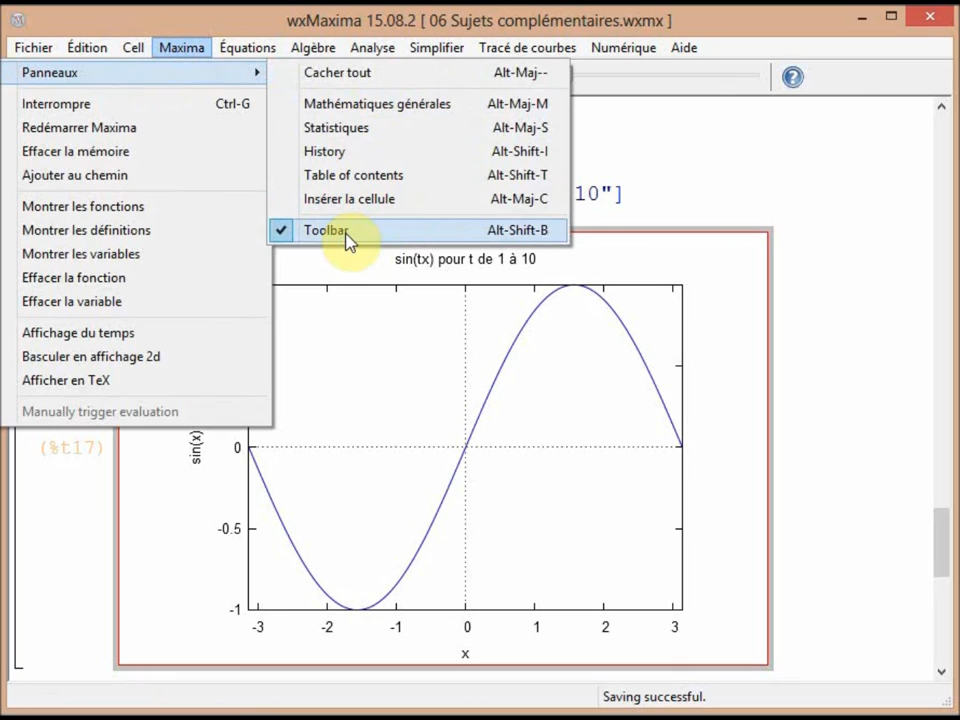 wxMaxima 15.08.2 [ 06 Sujets complémentaires.wxmx ]
Fichier Édition Cell Maxima Équations Algèbre Analyse Simplifier Tracé de courbes Numérique Aide
Panneaux
Interrompre Ctrl-G
Redémarrer Maxima
Effacer la mémoire
Ajouter au chemin
Montrer les fonctions
Montrer les définitions
Montrer les variables
Effacer la fonction
Effacer la variable
Affichage du temps
Basculer en affichage 2d
Afficher en TeX
Manually trigger evaluation
Cacher tout Alt-Maj--
Mathématiques générales Alt-Maj-M
Statistiques Alt-Maj-S
History Alt-Shift-I
Table of contents Alt-Shift-T
Insérer la cellule Alt-Maj-C
Toolbar Alt-Shift-B
10"]
sin(tx) pour t de 1 à 10
(%t17)
sin(x)
0
-0.5
-1
-3 -2 -1 0 1 2 3
x
Saving successful.